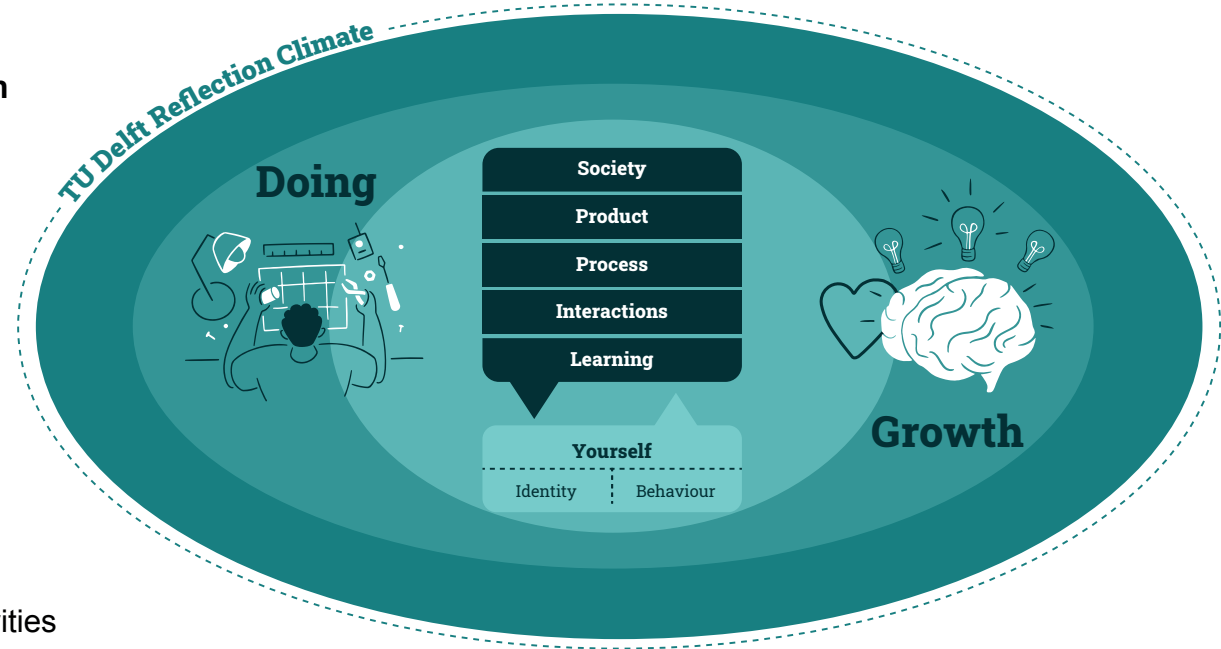 TU Delft Reflection Climate
n
Doing
Society
Product
Process
Interactions
Learning
Yourself
Identity Behaviour
Growth
ities